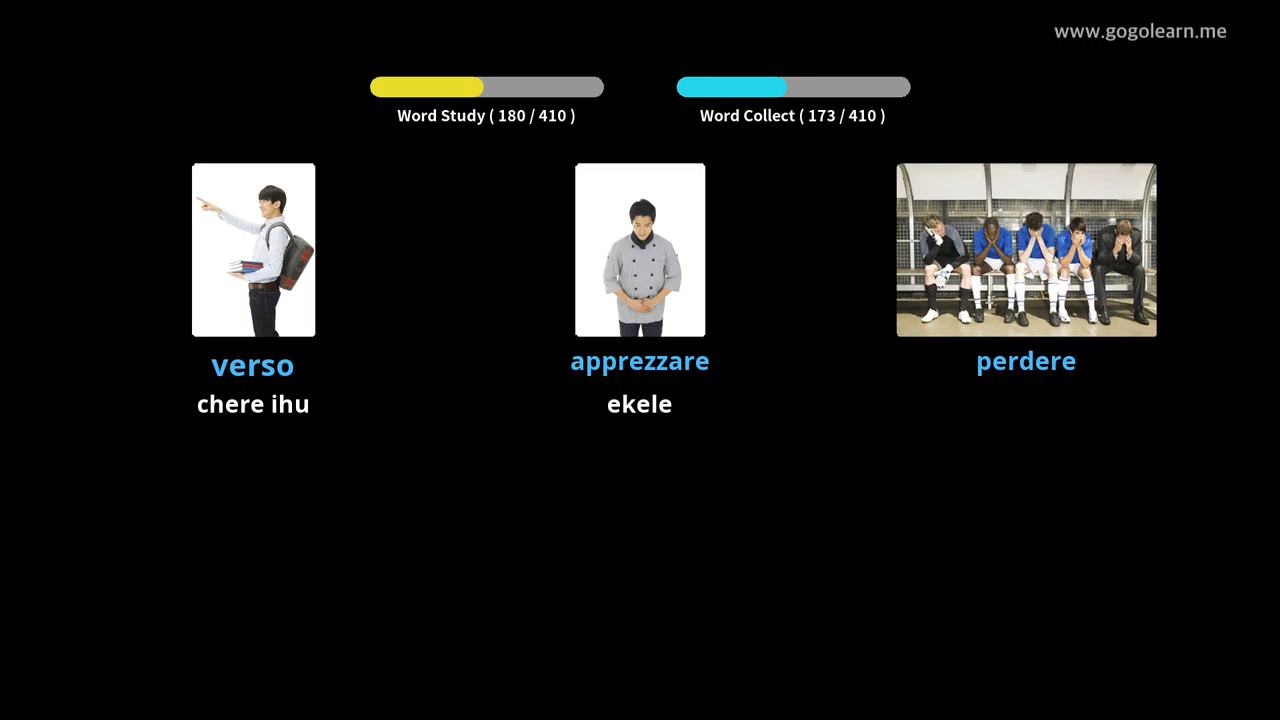 www.gogolearn.me
Word Study ( 180 / 410 )
Word Collect ( 173 / 410 )
verso
chere ihu
apprezzare
ekele
perdere